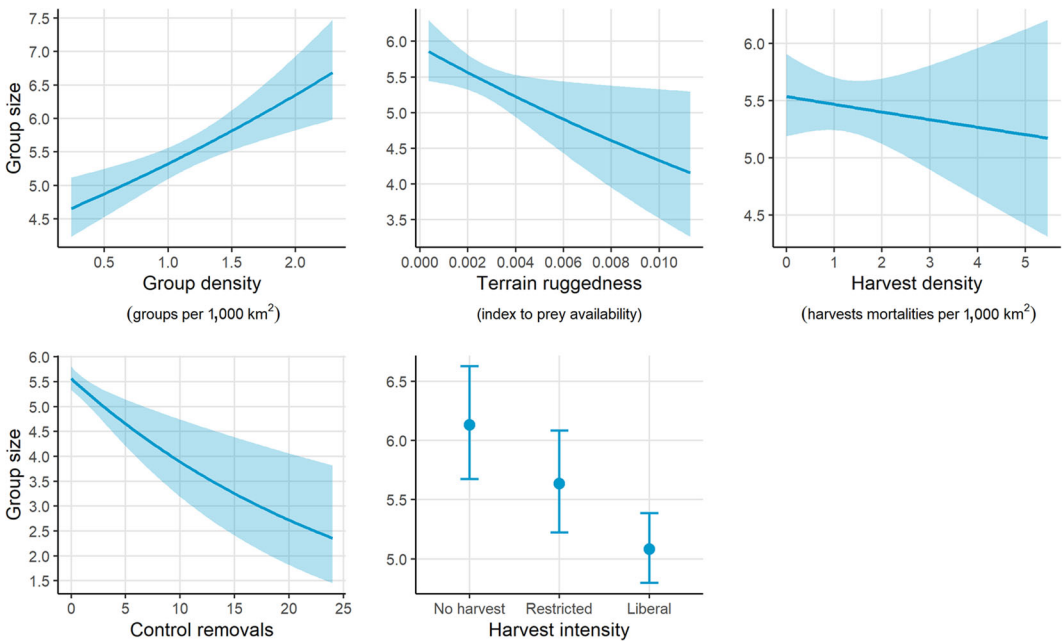 Group size
7.5
7.0
6.5
6.0
5.5
5.0
4.5
0.5 1.0 1.5 2.0
Group density
(groups per 1,000 km²)
6.0
5.5
5.0
4.5
4.0
3.5
0.000 0.002 0.004 0.006 0.008 0.010
Terrain ruggedness
(index to prey availability)
6.0
5.5
5.0
4.5
0 1 2 3 4 5
Harvest density
(harvests mortalities per 1,000 km²)
Group size
6.0
5.5
5.0
4.5
4.0
3.5
3.0
2.5
2.0
1.5
0 5 10 15 20 25
Control removals
6.5
6.0
5.5
5.0
No harvest Restricted Liberal
Harvest intensity